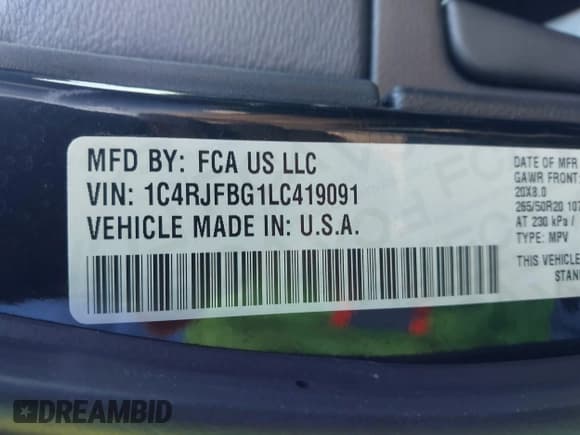 MFD BY: FCA US LLC
VIN: 1C4RJFBG1LC419091
VEHICLE MADE IN: U.S.A.
DATE OF MFR
GAWR FRONT:
20X8.0
265/50R20 107
AT 230 kPa /
TYPE: MPV
THIS VEHICLE
STAN
DREAMBID